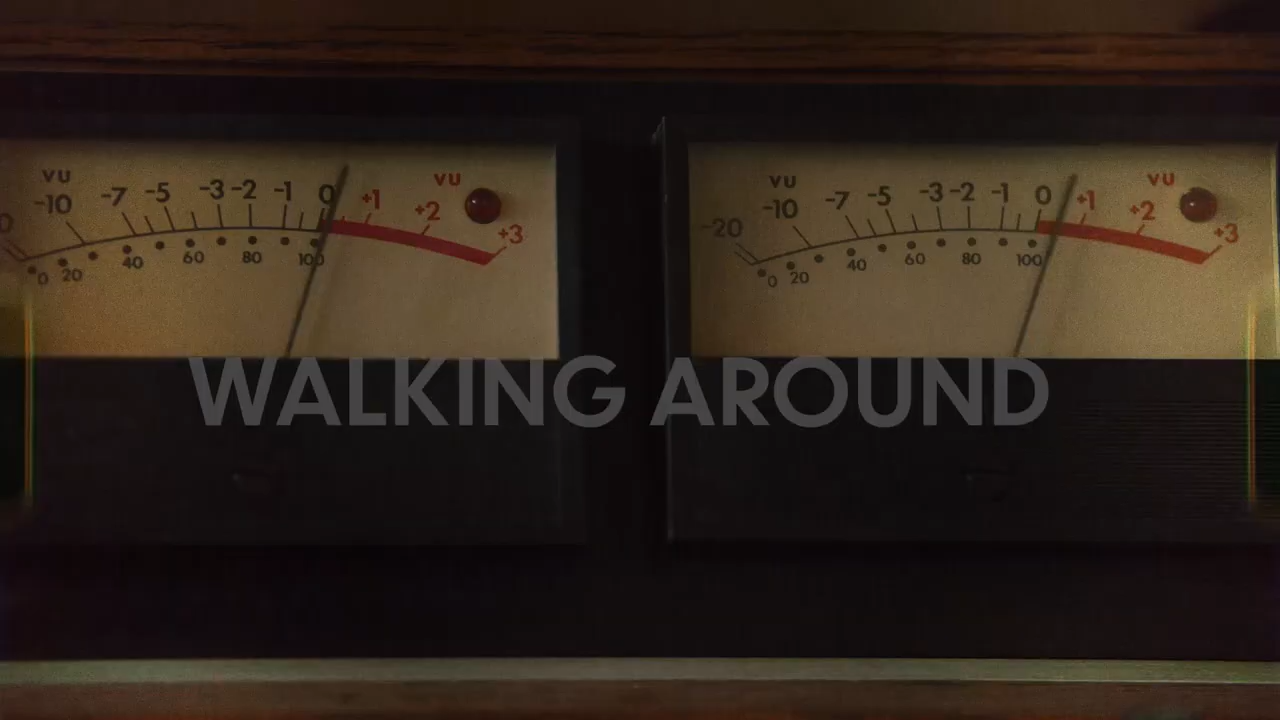 VU VU
-10 -7 -5 -3 -2 -1 0 +1 +2 +3
0 20 40 60 80 100
VU VU
-20 -10 -7 -5 -3 -2 -1 0 +1 +2 +3
0 20 40 60 80 100
WALKING AROUND